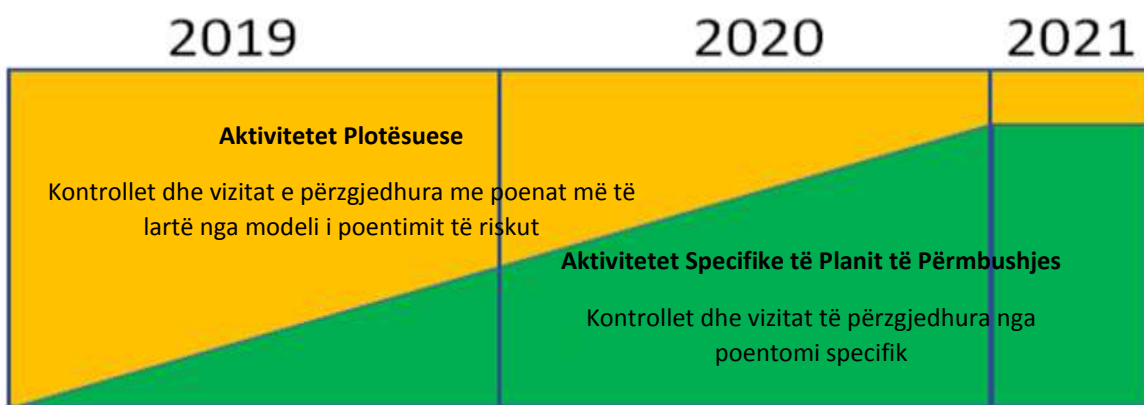 2019 2020 2021
Aktivitetet Plotësuese
Kontrollet dhe vizitat e përzgjedhura me poenat më të
lartë nga modeli i poentimit të riskut
Aktivitetet Specifike të Planit të Përmbushjes
Kontrollet dhe vizitat të përzgjedhura nga
poentomi specifik